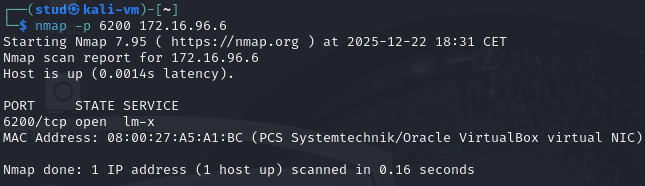 ┌──(stud㉿kali-vm)-[~]
└─$ nmap -p 6200 172.16.96.6
Starting Nmap 7.95 ( https://nmap.org ) at 2025-12-22 18:31 CET
Nmap scan report for 172.16.96.6
Host is up (0.0014s latency).

PORT     STATE SERVICE
6200/tcp open  lm-x
MAC Address: 08:00:27:A5:A1:BC (PCS Systemtechnik/Oracle VirtualBox virtual NIC)

Nmap done: 1 IP address (1 host up) scanned in 0.16 seconds